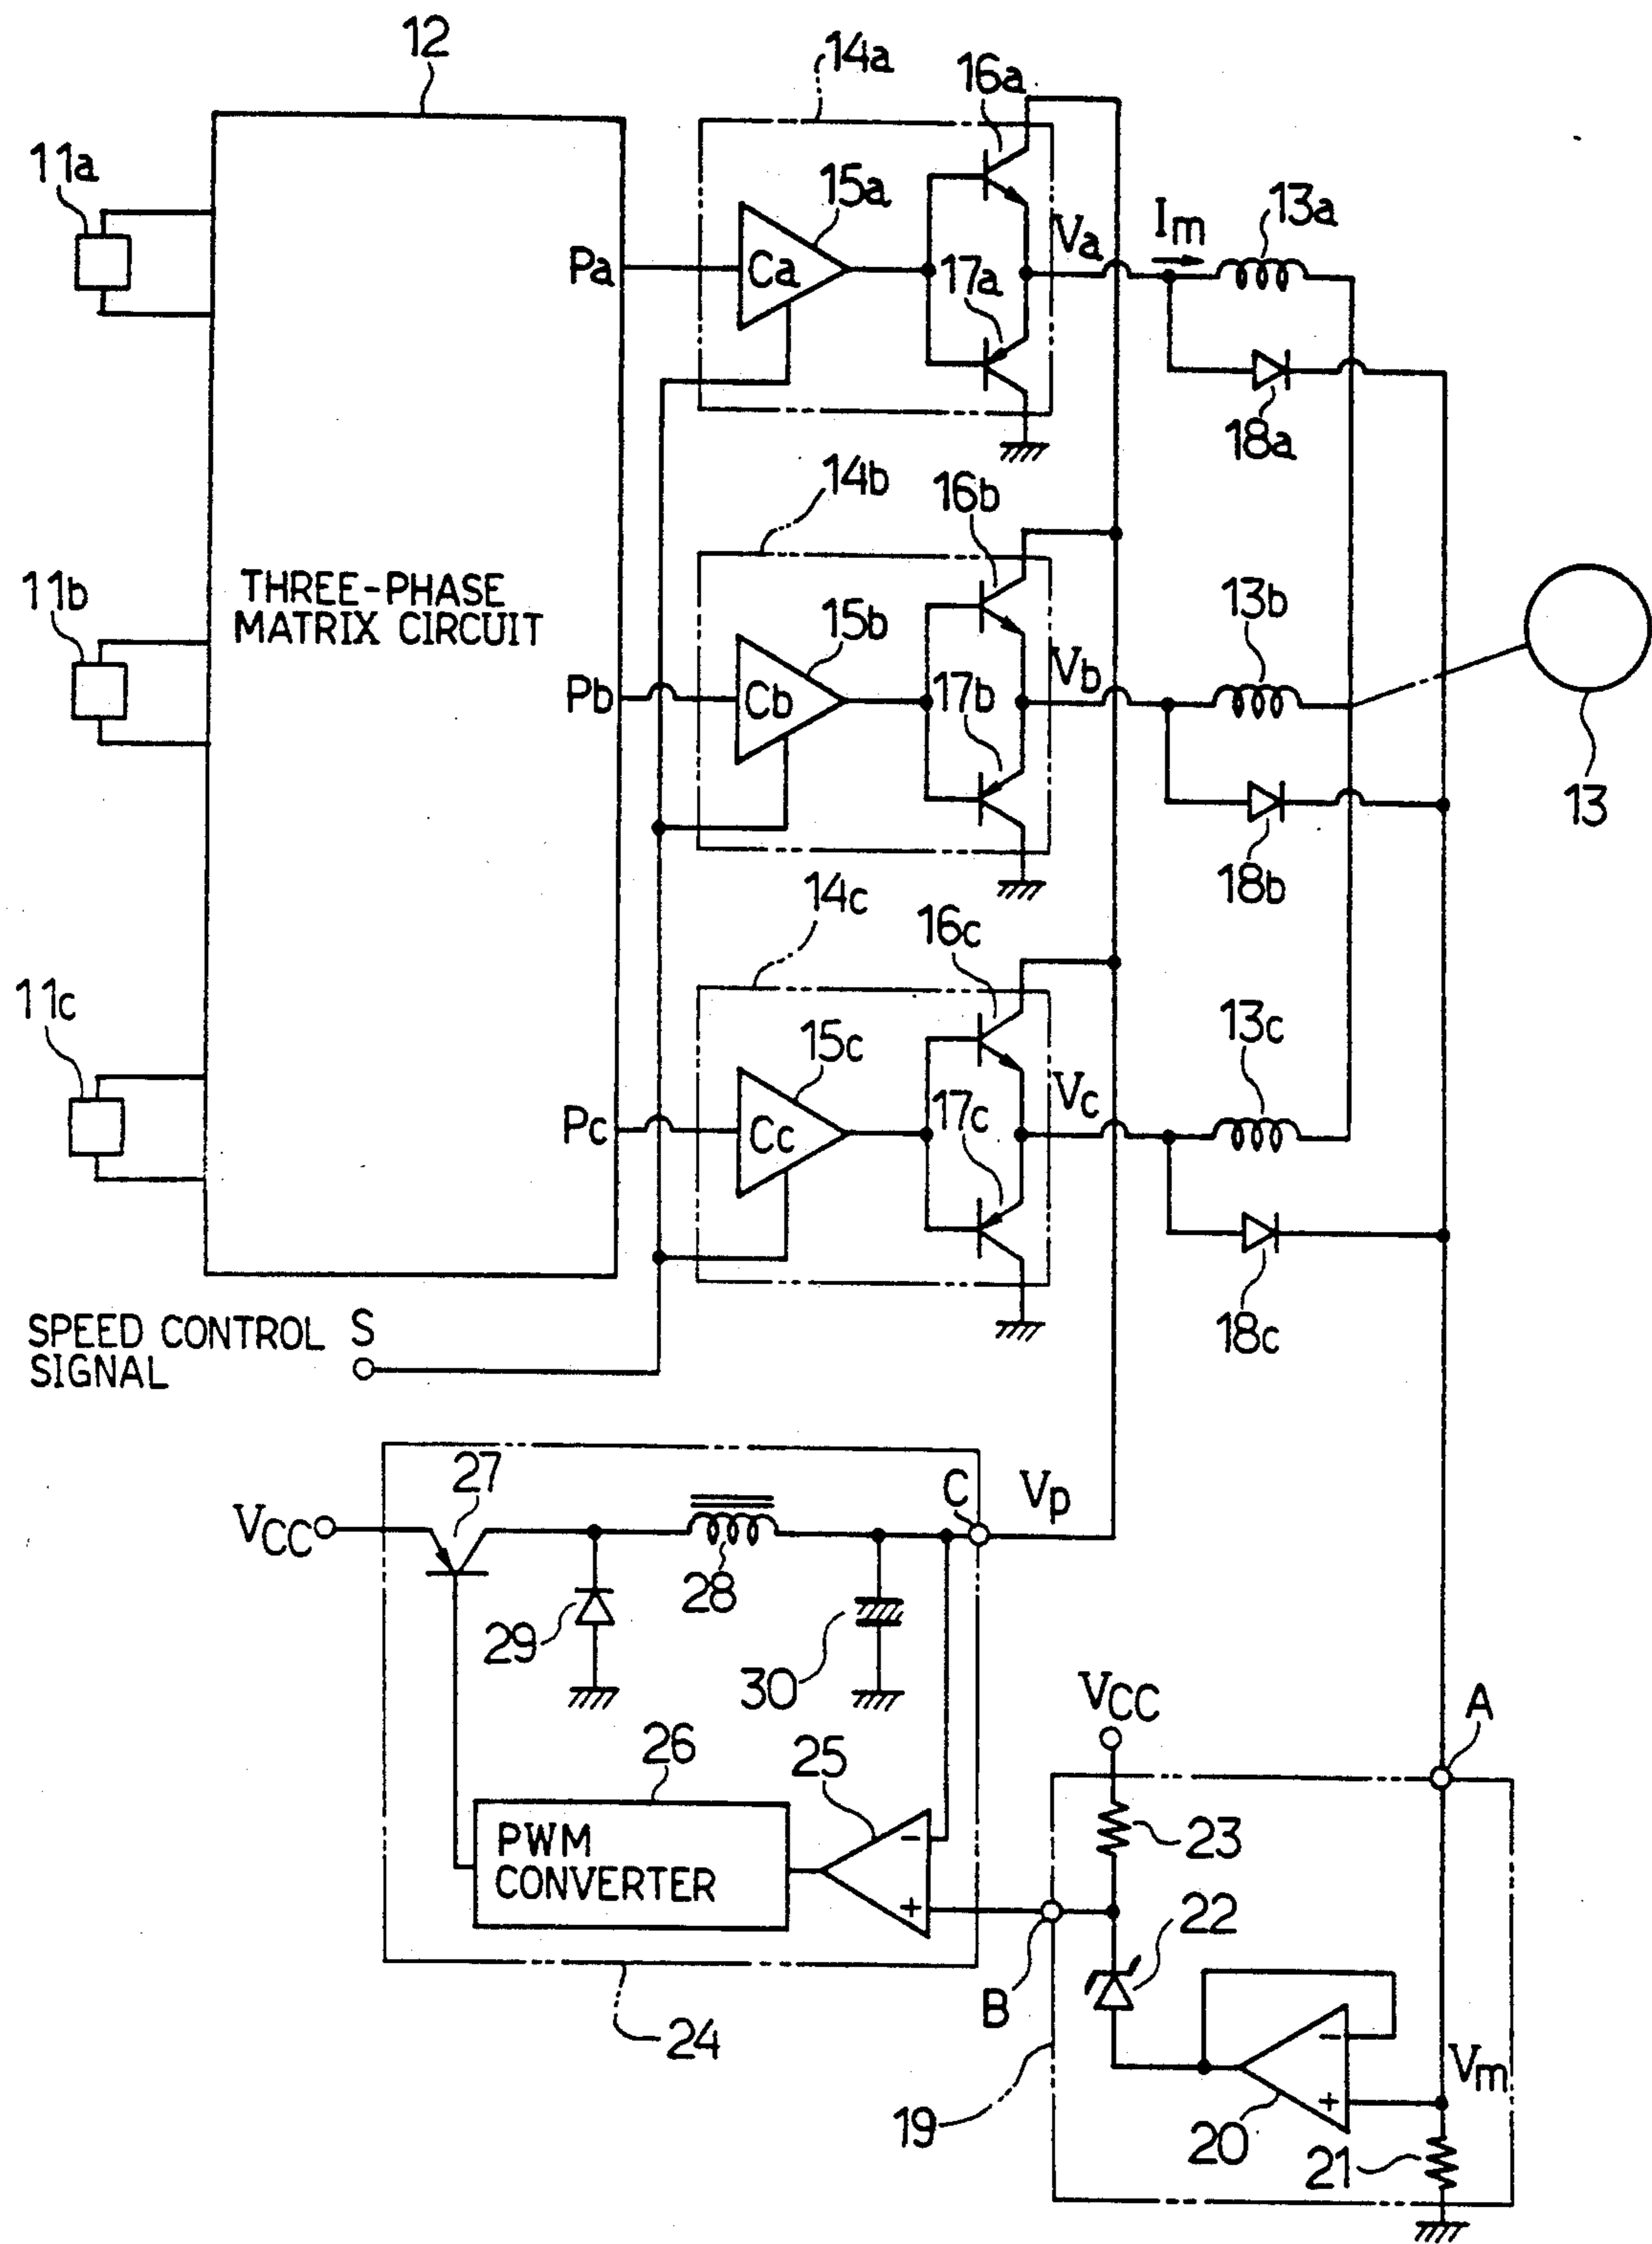 12
14a
16a
11a
15a
13a
Va
Im
Pa
Ca
17a
18a
14b
16b
11b
THREE-PHASE
MATRIX CIRCUIT
15b
13b
Vb
Pb
Cb
17b
13
18b
14c
16c
11c
15c
13c
Vc
Pc
Cc
17c
18c
SPEED CONTROL S
SIGNAL
27
C
Vp
VCC
28
29
30
VCC
A
26
25
PWM
CONVERTER
-
+
23
22
B
24
-
+
Vm
19
20
21